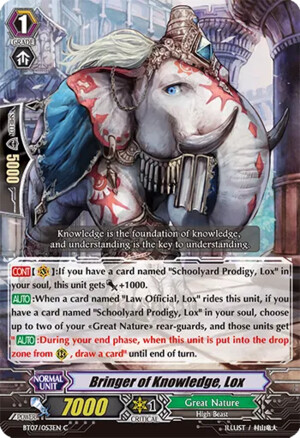 1
GRADE
5000
Knowledge is the foundation of knowledge,
and understanding is the key to understanding.
CONT [ ]:If you have a card named "Schoolyard Prodigy, Lox" in
your soul, this unit gets +1000.
AUTO:When a card named "Law Official, Lox" rides this unit, if you
have a card named "Schoolyard Prodigy, Lox" in your soul, choose
up to two of your «Great Nature» rear-guards, and those units get
"AUTO:During your end phase, when this unit is put into the drop
zone from , draw a card" until end of turn.
NORMAL
UNIT
Bringer of Knowledge, Lox
POWER
7000
1
CRITICAL
Great Nature
High Beast
BT07/053EN C
ILLUST /